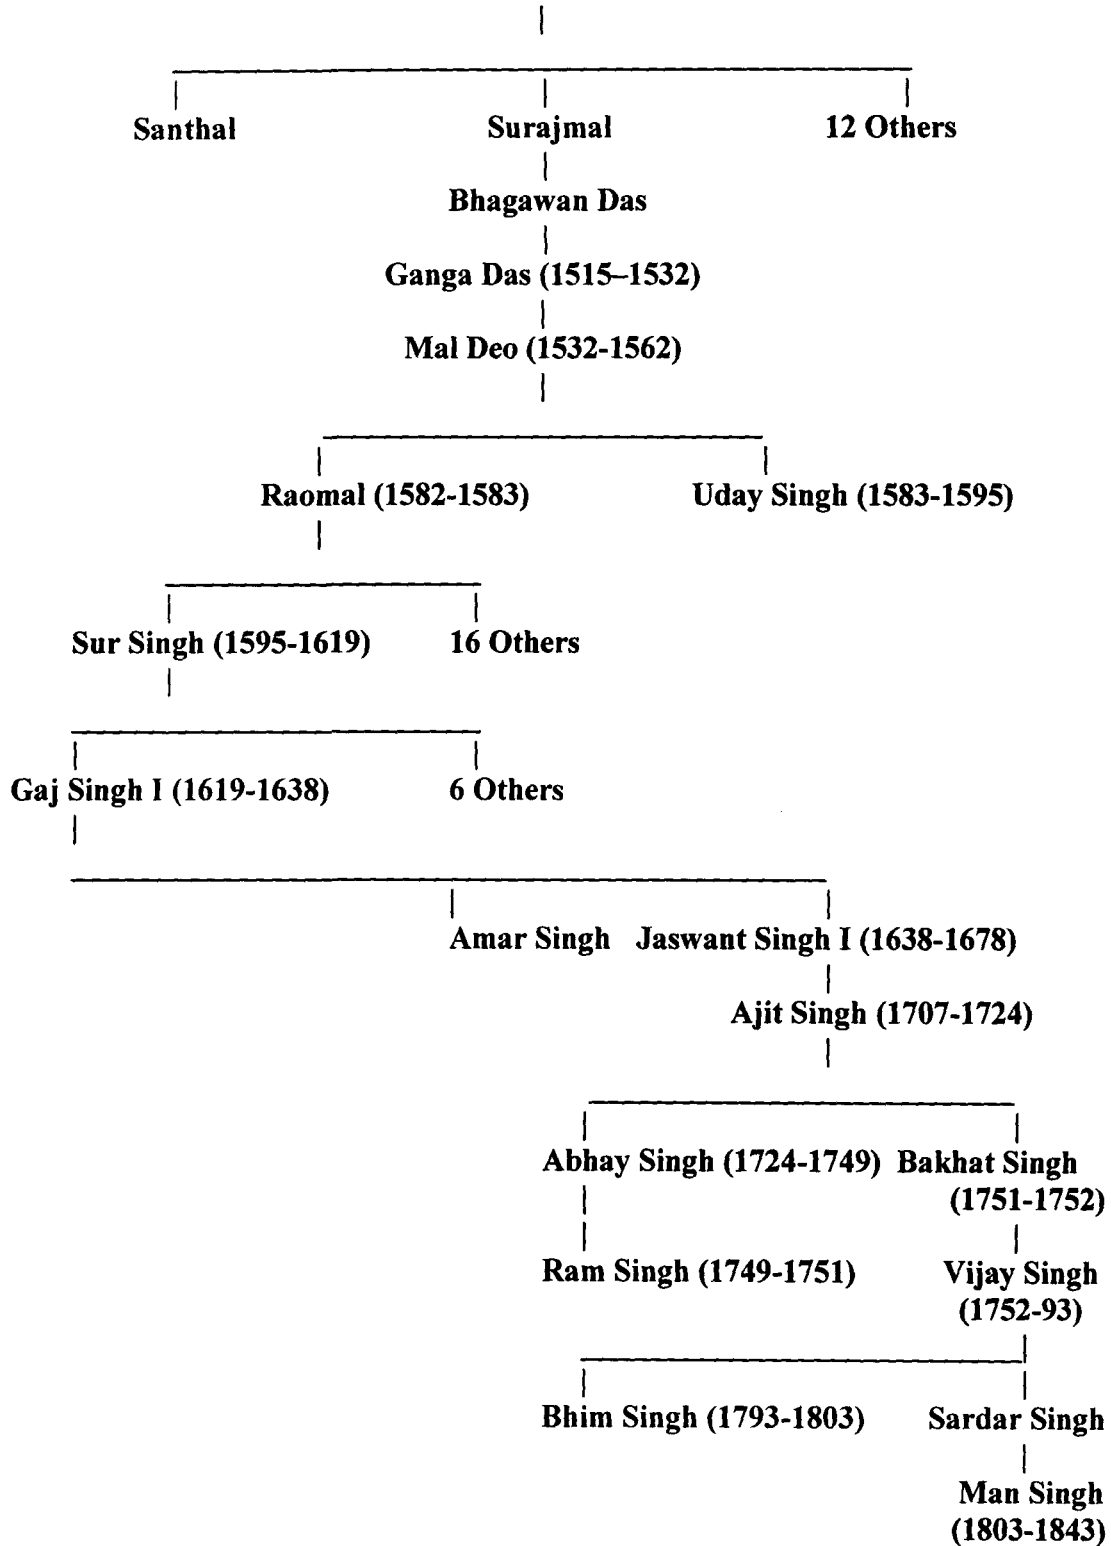 Santhal Surajmal 12 Others
Bhagawan Das
Ganga Das (1515–1532)
Mal Deo (1532-1562)
Raomal (1582-1583) Uday Singh (1583-1595)
Sur Singh (1595-1619) 16 Others
Gaj Singh I (1619-1638) 6 Others
Amar Singh Jaswant Singh I (1638-1678)
Ajit Singh (1707-1724)
Abhay Singh (1724-1749) Bakhat Singh
(1751-1752)
Ram Singh (1749-1751) Vijay Singh
(1752-93)
Bhim Singh (1793-1803) Sardar Singh
Man Singh
(1803-1843)